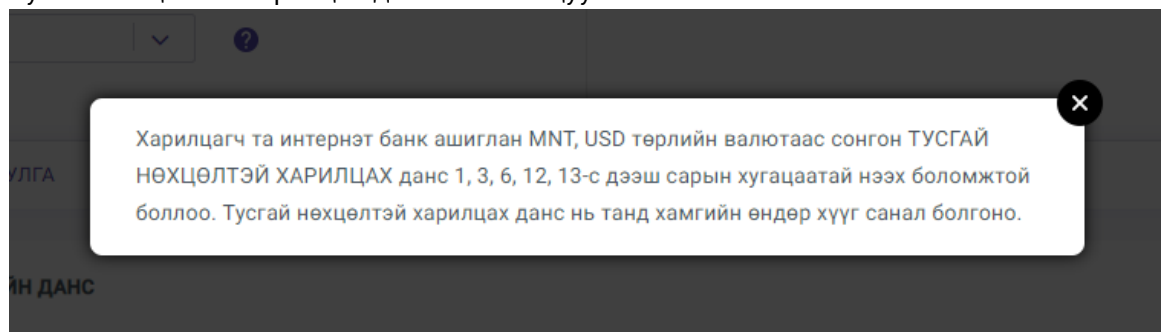 Харилцагч та интернэт банк ашиглан MNT, USD төрлийн валютаас сонгон ТУСГАЙ
НӨХЦӨЛТЭЙ ХАРИЛЦАХ данс 1, 3, 6, 12, 13-с дээш сарын хугацаатай нээх боломжтой
боллоо. Тусгай нөхцөлтэй харилцах данс нь танд хамгийн өндөр хүүг санал болгоно.
ДАНС